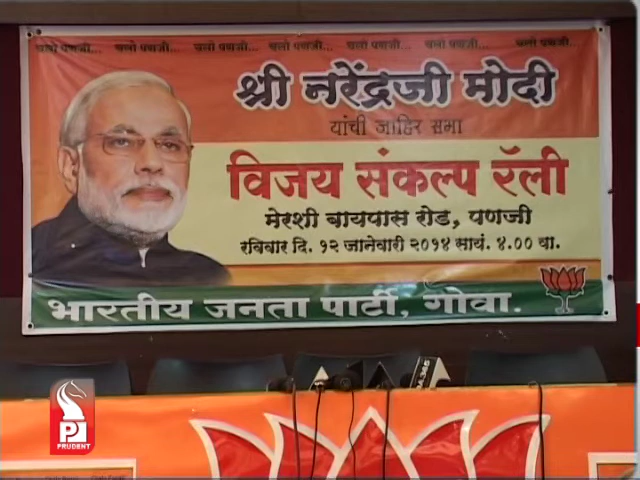 चलो पणजी... चलो पणजी... चलो पणजी... चलो पणजी... चलो पणजी... चलो पणजी... चलो पणजी...
श्री नरेंद्रजी मोदी
यांची जाहिर सभा
विजय संकल्प रॅली
मेरशी बायपास रोड, पणजी
रविवार दि. १२ जानेवारी २०१४ सायं. ४.०० वा.
भारतीय जनता पार्टी, गोवा.
PRUDENT